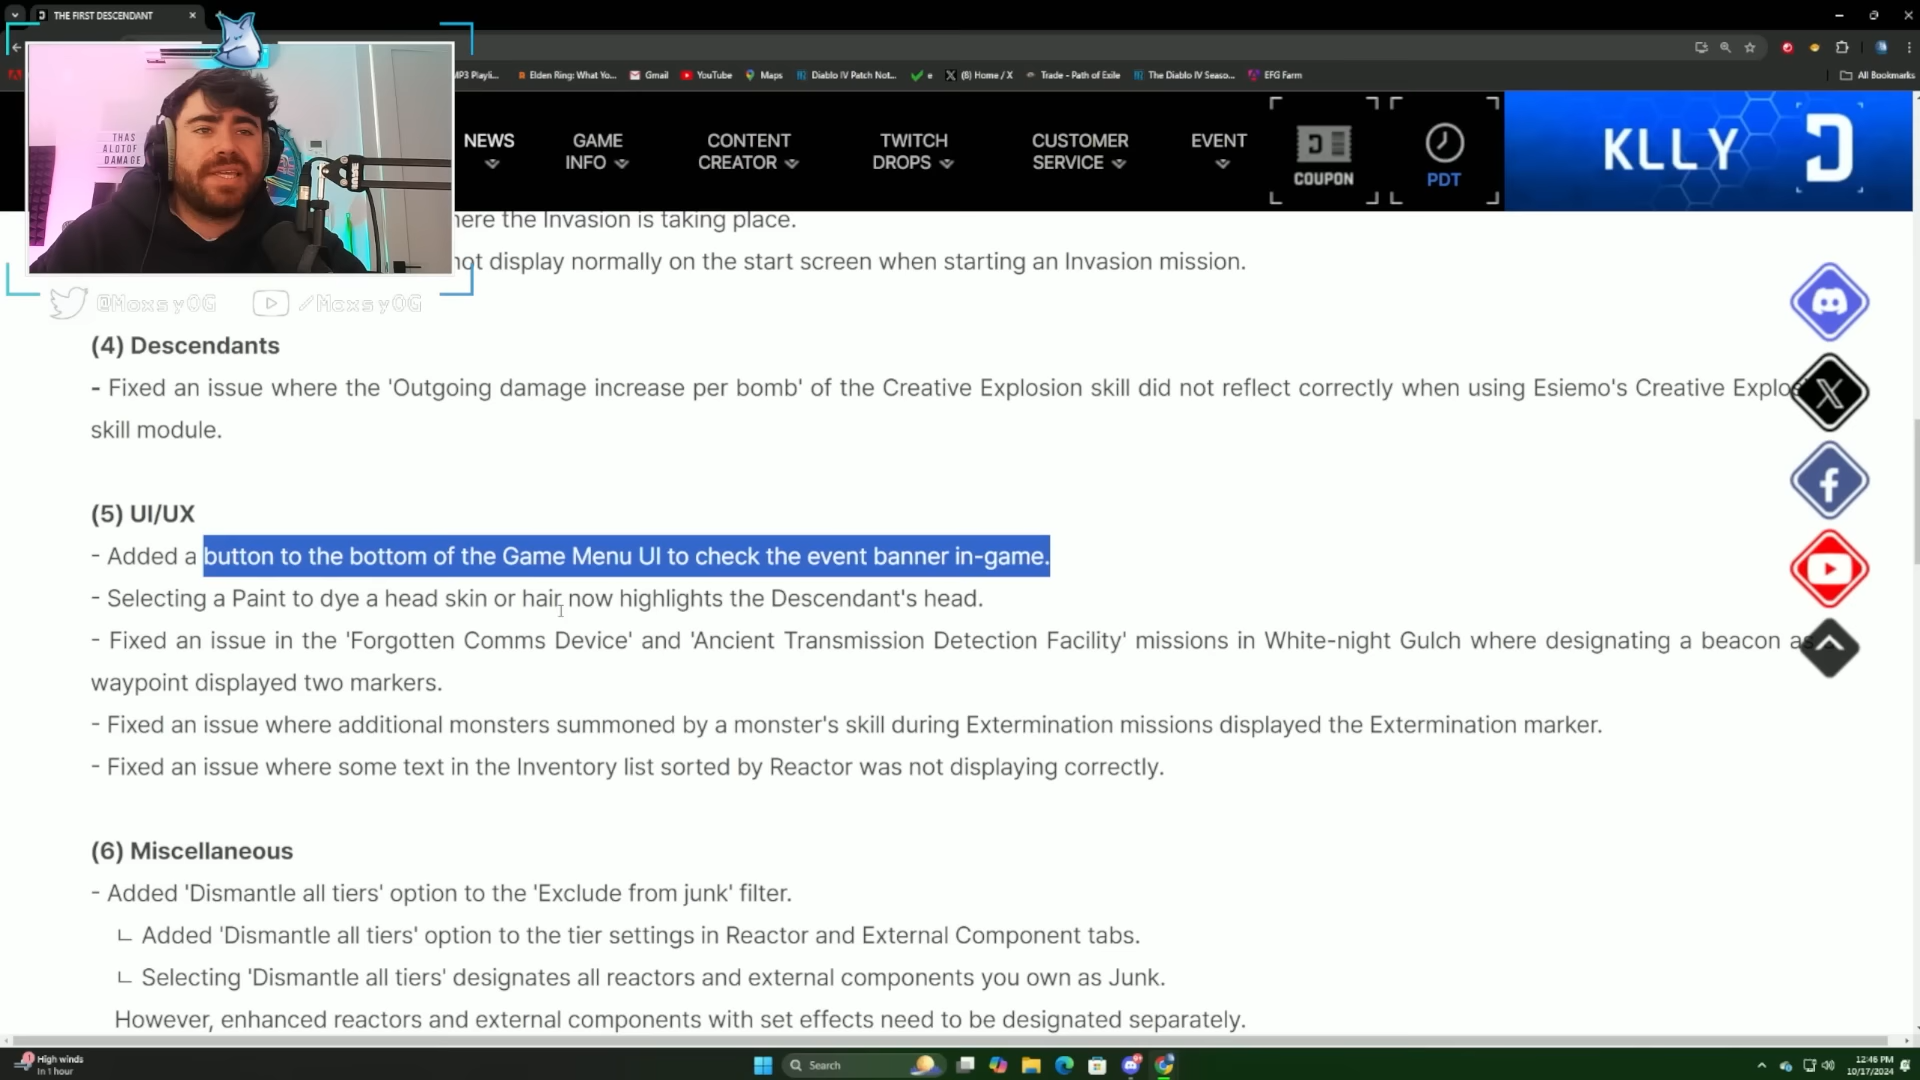 THE FIRST DESCENDANT
MP3 Playli...
Elden Ring: What Yo...
Gmail
YouTube
Maps
Diablo IV Patch Not...
e
(8) Home / X
Trade - Path of Exile
The Diablo IV Seaso...
EFG Farm
All Bookmarks
THAS
ALOTOF
DAMAGE
NEWS
GAME
INFO
CONTENT
CREATOR
TWITCH
DROPS
CUSTOMER
SERVICE
EVENT
COUPON
PDT
KLLY
here the Invasion is taking place.
not display normally on the start screen when starting an Invasion mission.
@MoxsyOG
/MoxsyOG
(4) Descendants
- Fixed an issue where the 'Outgoing damage increase per bomb' of the Creative Explosion skill did not reflect correctly when using Esiemo's Creative Explos
skill module.
(5) UI/UX
- Added a button to the bottom of the Game Menu UI to check the event banner in-game.
- Selecting a Paint to dye a head skin or hair now highlights the Descendant's head.
- Fixed an issue in the 'Forgotten Comms Device' and 'Ancient Transmission Detection Facility' missions in White-night Gulch where designating a beacon as
waypoint displayed two markers.
- Fixed an issue where additional monsters summoned by a monster's skill during Extermination missions displayed the Extermination marker.
- Fixed an issue where some text in the Inventory list sorted by Reactor was not displaying correctly.
(6) Miscellaneous
- Added 'Dismantle all tiers' option to the 'Exclude from junk' filter.
ㄴ Added 'Dismantle all tiers' option to the tier settings in Reactor and External Component tabs.
ㄴ Selecting 'Dismantle all tiers' designates all reactors and external components you own as Junk.
However, enhanced reactors and external components with set effects need to be designated separately.
High winds
In 1 hour
Search
12:46 PM
10/17/2024